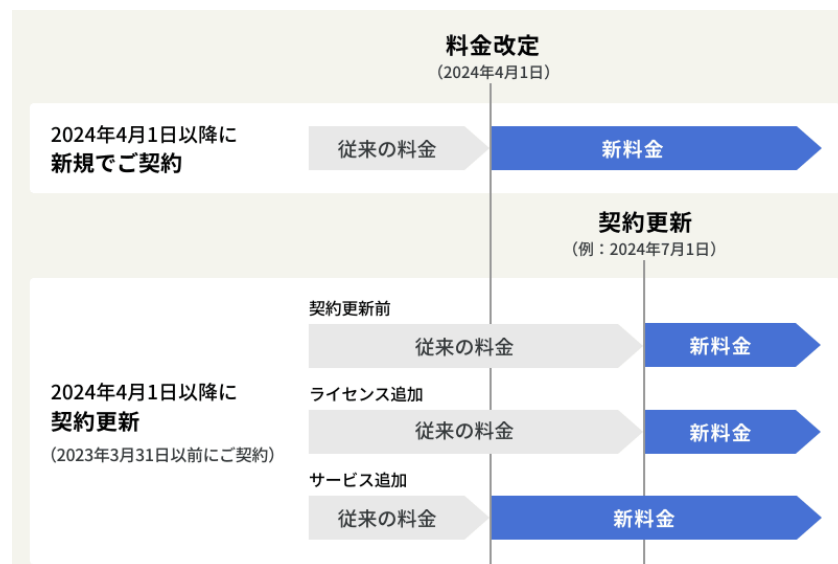 料金改定
（2024年4月1日）
2024年4月1日以降に
新規でご契約
従来の料金
新料金
契約更新
（例：2024年7月1日）
契約更新前
従来の料金
新料金
2024年4月1日以降に
契約更新
（2023年3月31日以前にご契約）
ライセンス追加
従来の料金
新料金
サービス追加
従来の料金
新料金